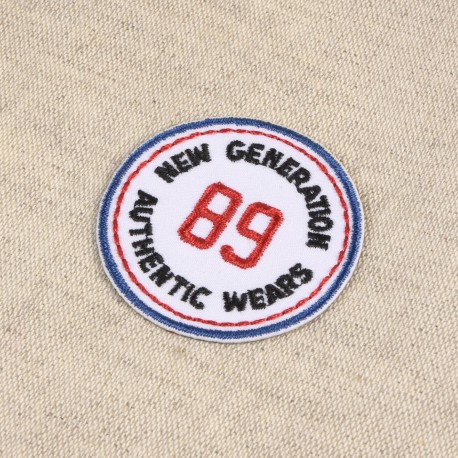 NEW GENERATION
89
AUTHENTIC WEARS